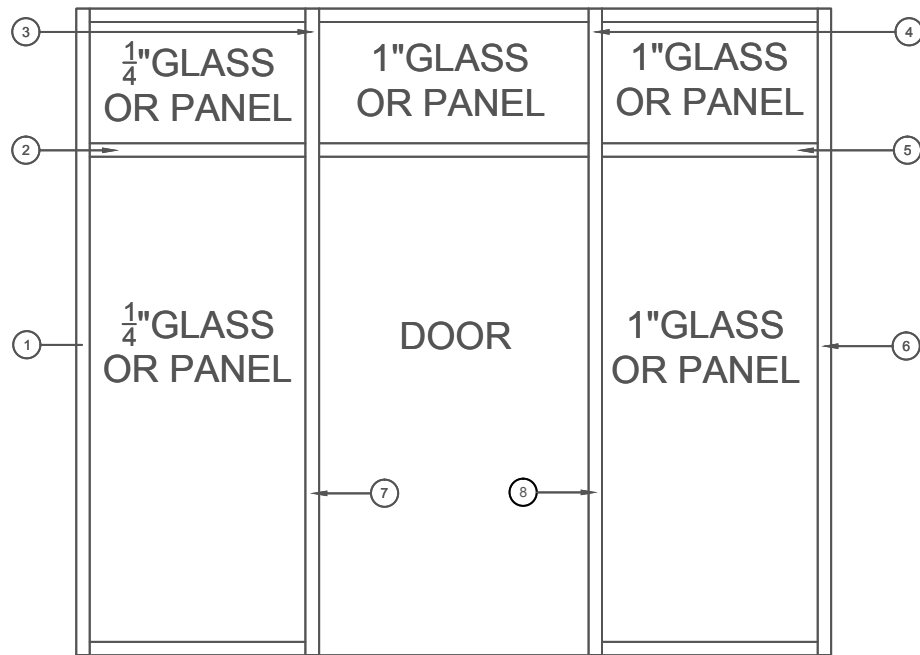 3
4
1/4"GLASS
OR PANEL
1"GLASS
OR PANEL
1"GLASS
OR PANEL
2
5
1
1/4"GLASS
OR PANEL
DOOR
1"GLASS
OR PANEL
6
7
8